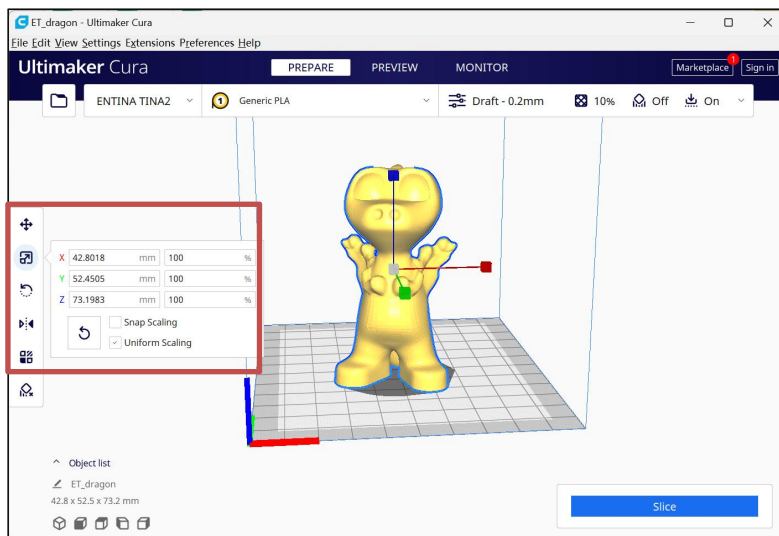 ET_dragon - Ultimaker Cura
File Edit View Settings Extensions Preferences Help
Ultimaker Cura PREPARE PREVIEW MONITOR Marketplace 1 Sign in
ENTINA TINA2 1 Generic PLA Draft - 0.2mm 10% Off On
X 42.8018 mm 100 %
Y 52.4505 mm 100 %
Z 73.1983 mm 100 %
Snap Scaling
Uniform Scaling
Object list
ET_dragon
42.8 x 52.5 x 73.2 mm
Slice